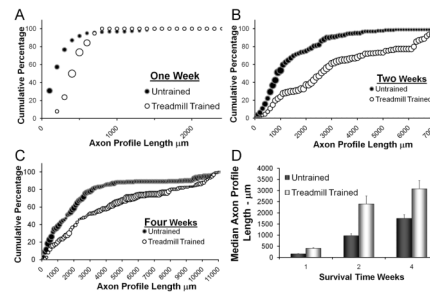 A
Cumulative Percentage
100
80
60
40
20
0
One Week
Untrained
Treadmill Trained
0
1000
2000
Axon Profile Length µm
B
Cumulative Percentage
100
80
60
40
20
0
Two Weeks
Untrained
Treadmill Trained
0
1000
2000
3000
4000
5000
6000
Axon Profile Length µm
C
Cumulative Percentage
100
80
60
40
20
0
Four Weeks
Untrained
Treadmill Trained
0
1000
2000
3000
4000
5000
6000
7000
8000
9000
10000
11000
Axon Profile Length µm
D
Median Axon Profile
Length - µm
4000
3500
3000
2500
2000
1500
1000
500
0
Untrained
Treadmill Trained
1
2
4
Survival Time Weeks